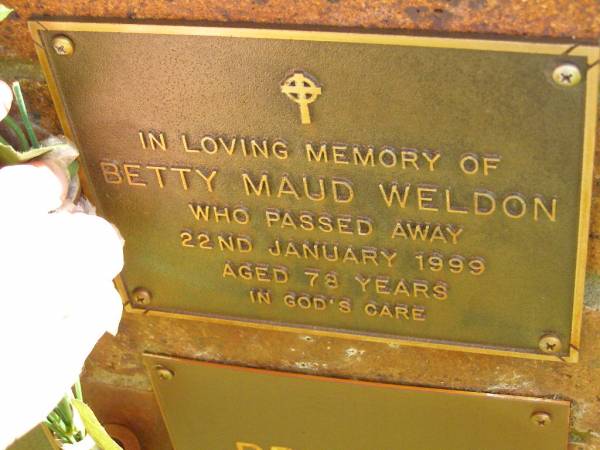 IN LOVING MEMORY OF
BETTY MAUD WELDON
WHO PASSED AWAY
22ND JANUARY 1999
AGED 78 YEARS
IN GOD'S CARE